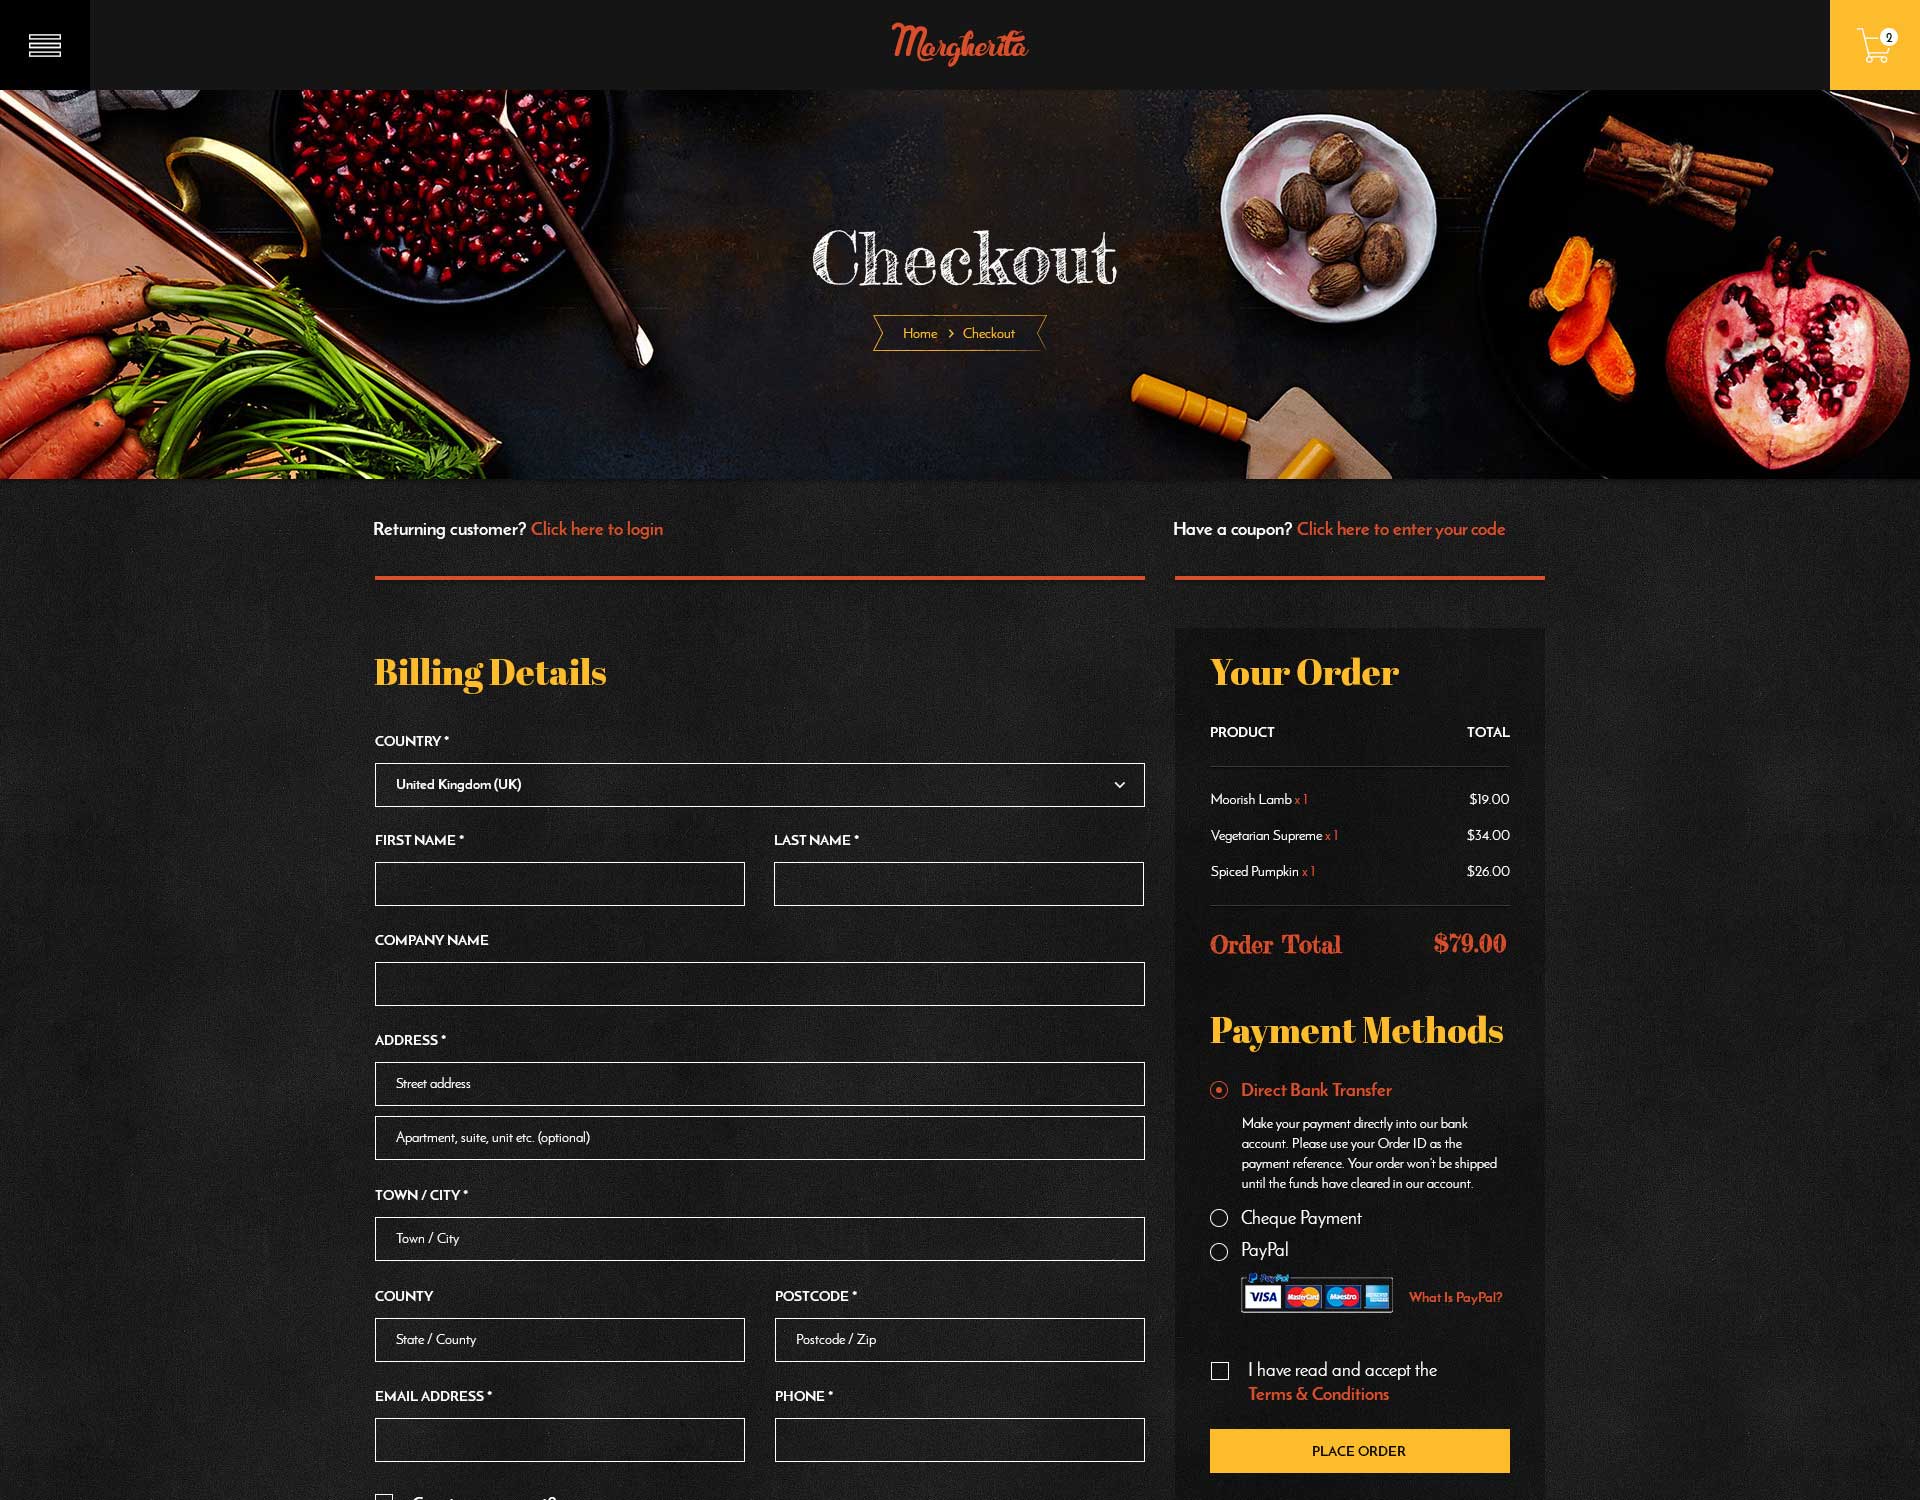 Margherita
2
Checkout
Home > Checkout
Returning customer? Click here to login
Have a coupon? Click here to enter your code
Billing Details
COUNTRY *
United Kingdom (UK)
FIRST NAME *
LAST NAME *
COMPANY NAME
ADDRESS *
Street address
Apartment, suite, unit etc. (optional)
TOWN / CITY *
Town / City
COUNTY
POSTCODE *
State / County
Postcode / Zip
EMAIL ADDRESS *
PHONE *
Your Order
PRODUCT TOTAL
Moorish Lamb x 1 $19.00
Vegetarian Supreme x 1 $34.00
Spiced Pumpkin x 1 $26.00
Order Total $79.00
Payment Methods
Direct Bank Transfer
Make your payment directly into our bank
account. Please use your Order ID as the
payment reference. Your order won't be shipped
until the funds have cleared in our account.
Cheque Payment
PayPal
PayPal
VISA MasterCard Maestro
What Is PayPal?
I have read and accept the
Terms & Conditions
PLACE ORDER